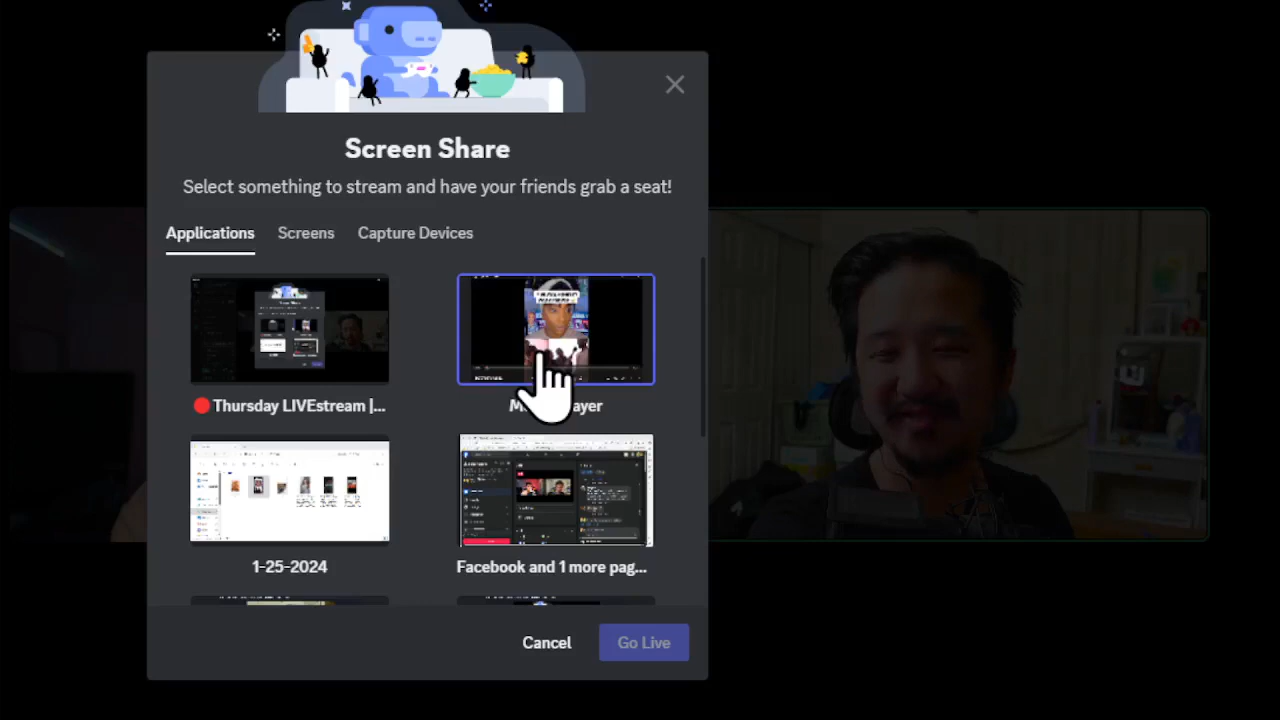 Screen Share
Select something to stream and have your friends grab a seat!
Applications Screens Capture Devices
Thursday LIVEstream |...
1-25-2024
Facebook and 1 more pag...
Cancel Go Live